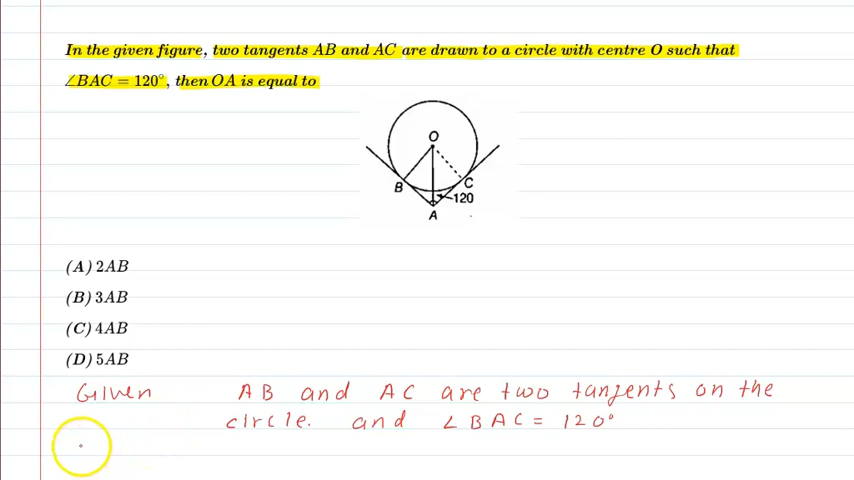 In the given figure, two tangents AB and AC are drawn to a circle with centre O such that
∠BAC = 120°, then OA is equal to
O
B
C
120
A
(A) 2AB
(B) 3AB
(C) 4AB
(D) 5AB
Given AB and AC are two tangents on the
circle. and ∠BAC = 120°